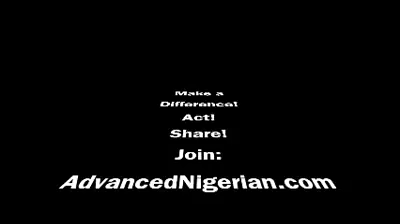 Make a
Difference!
Act!
Share!
Join:
AdvancedNigerian.com